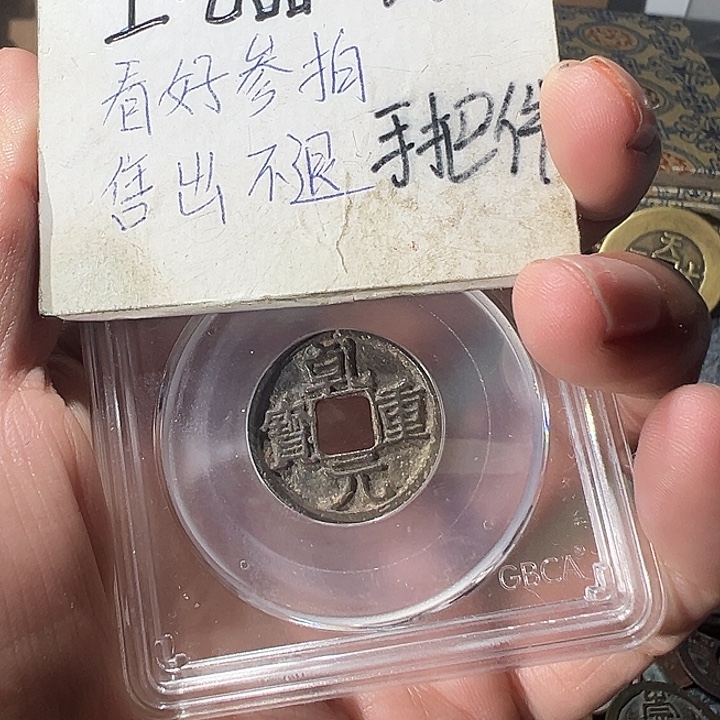 看好参拍
售出不退 手把件
乾
寶 重
元
GBCA